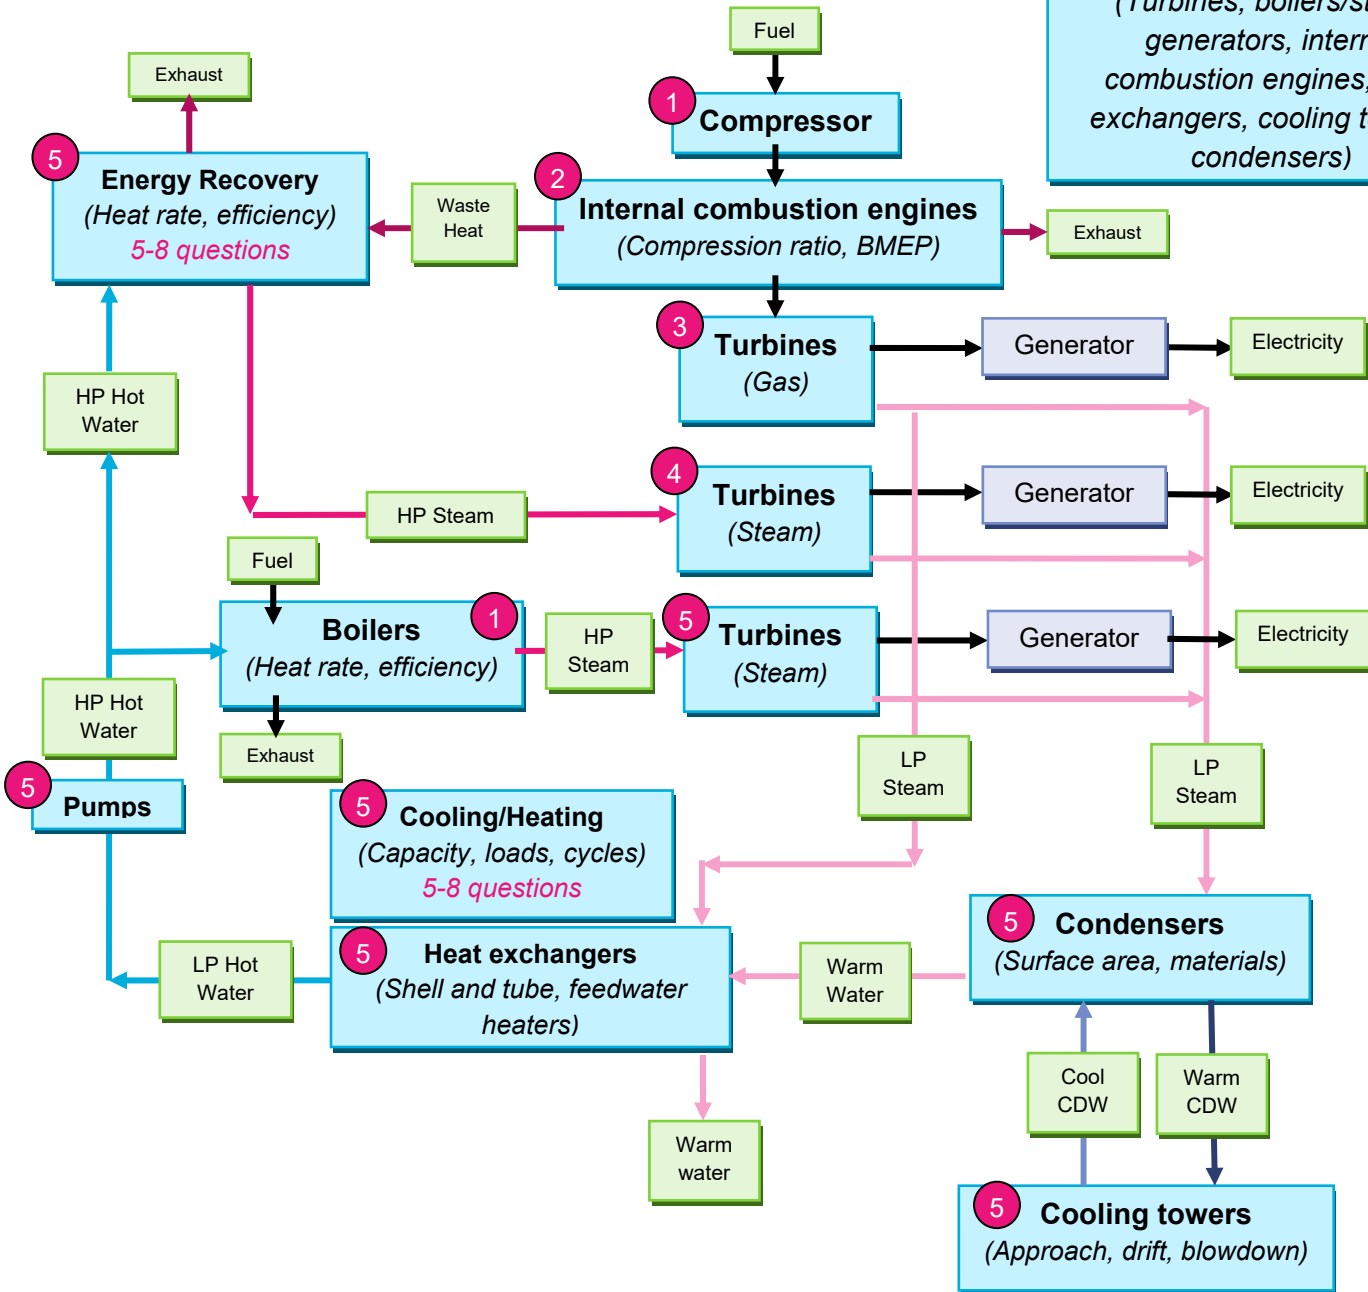 (Turbines, boilers/st
generators, intern
combustion engines,
exchangers, cooling t
condensers)
Fuel
Exhaust
1
Compressor
5
Energy Recovery
(Heat rate, efficiency)
5-8 questions
Waste
Heat
2
Internal combustion engines
(Compression ratio, BMEP)
Exhaust
3
Turbines
(Gas)
Generator
Electricity
HP Hot
Water
4
Turbines
(Steam)
Generator
Electricity
HP Steam
Fuel
1
Boilers
(Heat rate, efficiency)
HP
Steam
5
Turbines
(Steam)
Generator
Electricity
HP Hot
Water
Exhaust
LP
Steam
LP
Steam
5
Pumps
5
Cooling/Heating
(Capacity, loads, cycles)
5-8 questions
5
Heat exchangers
(Shell and tube, feedwater
heaters)
LP Hot
Water
Warm
Water
5
Condensers
(Surface area, materials)
Cool
CDW
Warm
CDW
Warm
water
5
Cooling towers
(Approach, drift, blowdown)